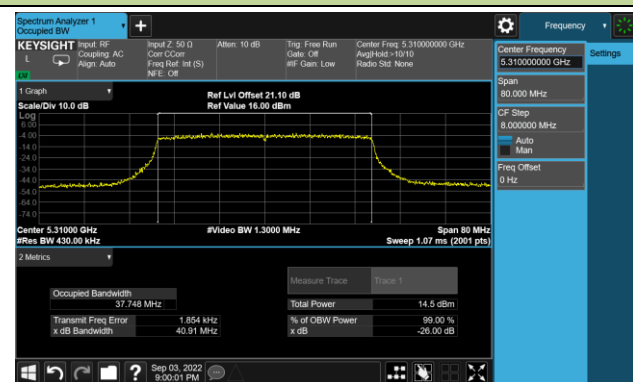 Spectrum Analyzer 1
Occupied BW
Frequency
KEYSIGHT
L
Input: RF
Coupling: AC
Align: Auto
Input Z: 50 Ω
Corr CCorr
Freq Ref: Int (S)
NFE: Off
Atten: 10 dB
Trig: Free Run
Gate: Off
#IF Gain: Low
Center Freq: 5.310000000 GHz
Avg|Hold:>10/10
Radio Std: None
1 Graph
Scale/Div 10.0 dB
Ref Lvl Offset 21.10 dB
Ref Value 16.00 dBm
Log
6.00
-4.00
-14.0
-24.0
-34.0
-44.0
-54.0
-64.0
-74.0
Center 5.31000 GHz
#Res BW 430.00 kHz
#Video BW 1.3000 MHz
Span 80 MHz
Sweep 1.07 ms (2001 pts)
2 Metrics
Measure Trace
Trace 1
Occupied Bandwidth
37.748 MHz
Total Power
14.5 dBm
Transmit Freq Error
1.854 kHz
% of OBW Power
99.00 %
x dB Bandwidth
40.91 MHz
x dB
-26.00 dB
Center Frequency
5.310000000 GHz
Settings
Span
80.000 MHz
CF Step
8.000000 MHz
Auto
Man
Freq Offset
0 Hz
Sep 03, 2022
9:00:01 PM